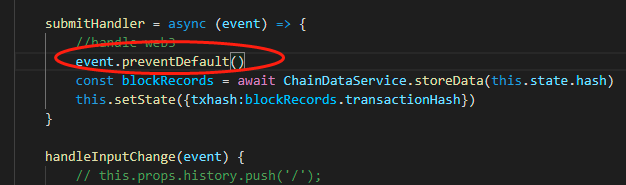 submitHandler = async (event) => {
//handle web3
event.preventDefault()
const blockRecords = await ChainDataService.storeData(this.state.hash)
this.setState({txhash:blockRecords.transactionHash})
}
handleInputChange(event) {
// this.props.history.push('/');